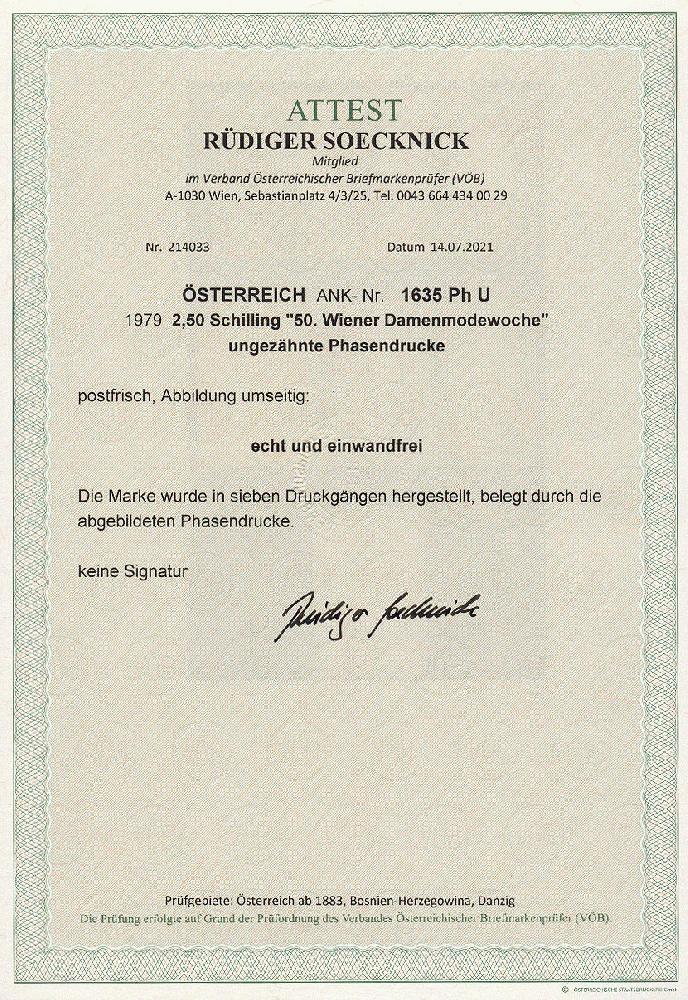 ATTEST
RÜDIGER SOECKNICK
Mitglied
im Verband Österreichischer Briefmarkenprüfer (VÖB)
A-1030 Wien, Sebastianplatz 4/3/25, Tel. 0043 664 434 00 29
Nr. 214033 Datum 14.07.2021
ÖSTERREICH ANK- Nr. 1635 Ph U
1979 2,50 Schilling "50. Wiener Damenmodewoche"
ungezähnte Phasendrucke
postfrisch, Abbildung umseitig:
echt und einwandfrei
Die Marke wurde in sieben Druckgängen hergestellt, belegt durch die
abgebildeten Phasendrucke.
keine Signatur
Rüdiger Soecknick
Prüfgebiete: Österreich ab 1883, Bosnien-Herzegowina, Danzig
Die Prüfung erfolgte auf Grund der Prüfordnung des Verbandes Österreichischer Briefmarkenprüfer (VÖB).
© ÖSTERREICHISCHE STAATSDRUCKEREI GmbH